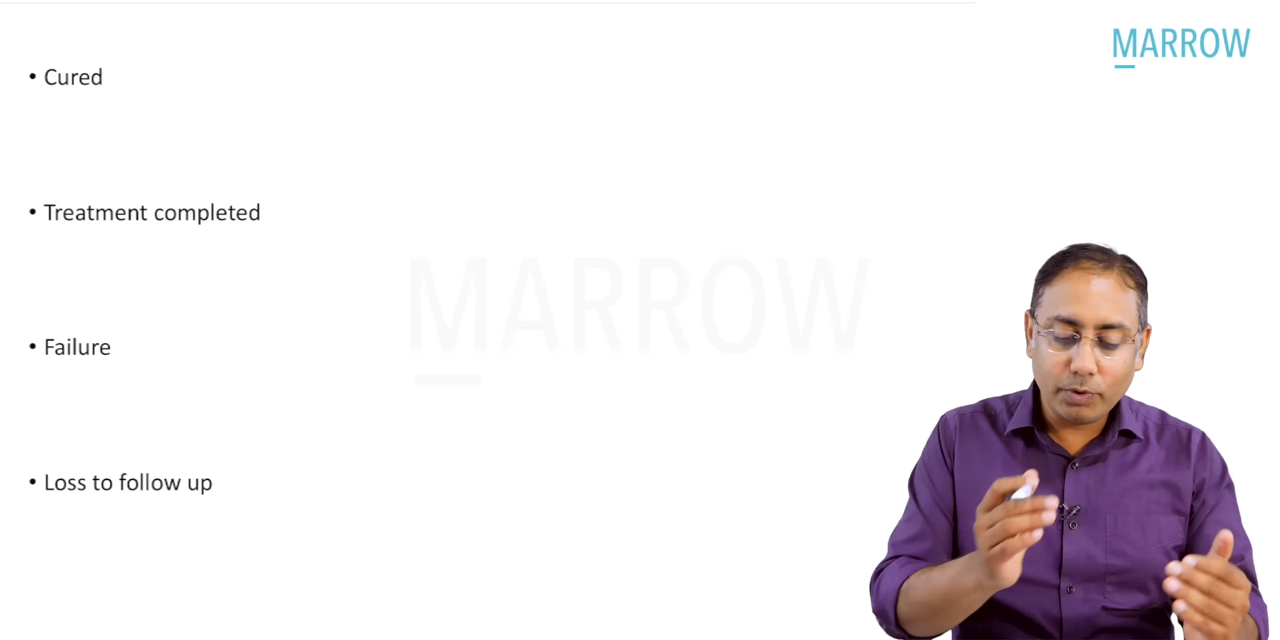 MARROW
• Cured
• Treatment completed
MARROW
• Failure
• Loss to follow up